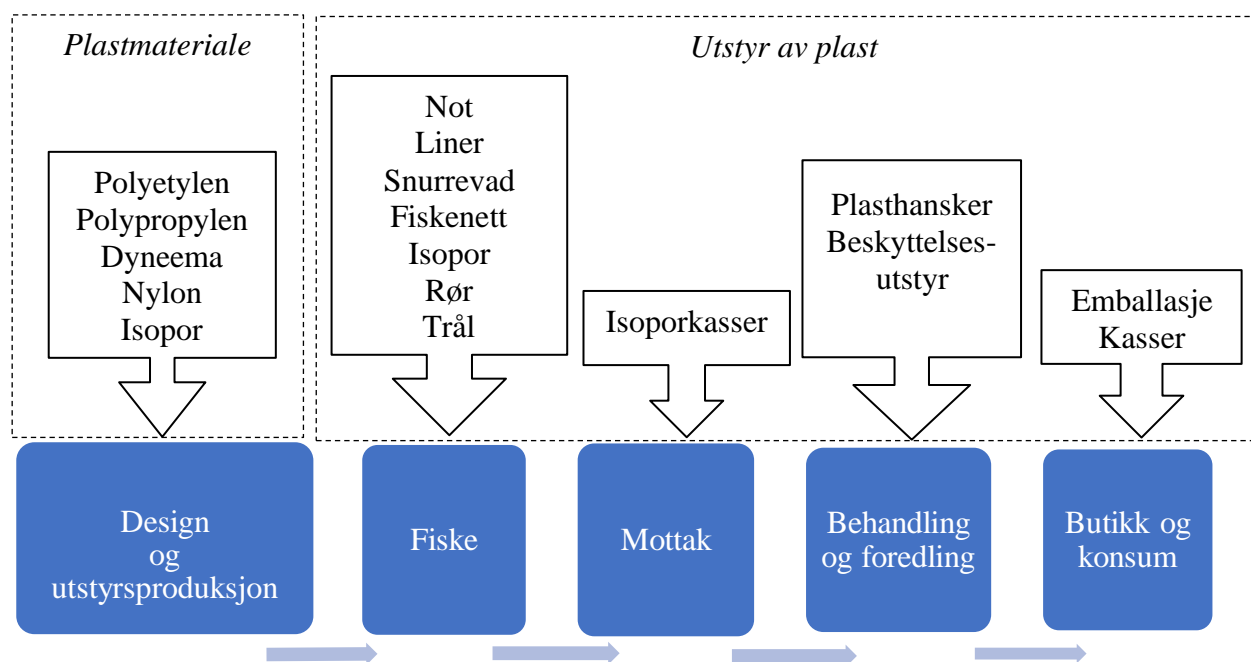 Plastmateriale
Utstyr av plast
Polyetylen
Polypropylen
Dyneema
Nylon
Isopor
Not
Liner
Snurrevad
Fiskenett
Isopor
Rør
Trål
Isoporkasser
Plasthansker
Beskyttelses-
utstyr
Emballasje
Kasser
Design
og
utstyrsproduksjon
Fiske
Mottak
Behandling
og foredling
Butikk og
konsum